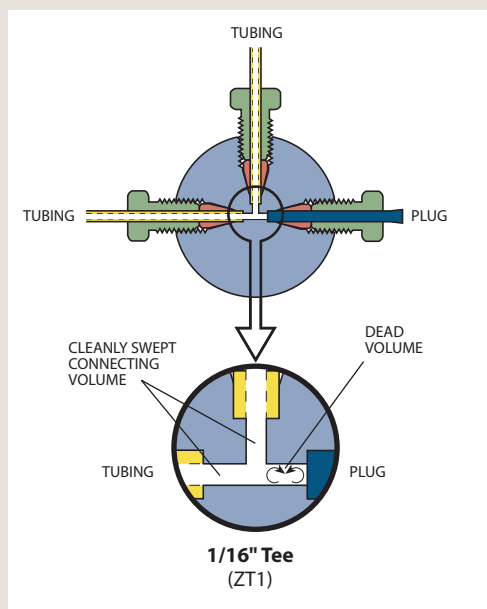 TUBING
TUBING
PLUG
CLEANLY SWEPT
CONNECTING
VOLUME
DEAD
VOLUME
TUBING
PLUG
1/16" Tee
(ZT1)